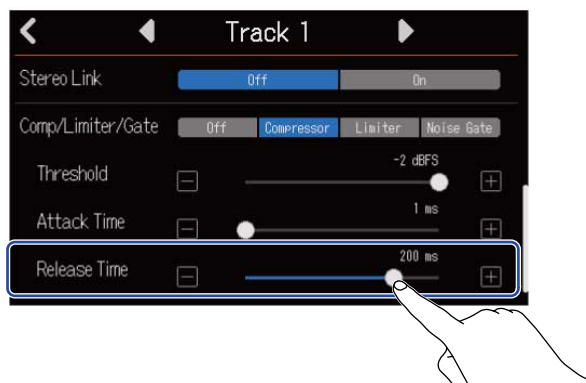 Track 1
Stereo Link Off On
Comp/Limiter/Gate Off Compressor Limiter Noise Gate
Threshold -2 dBFS
Attack Time 1 ms
Release Time 200 ms